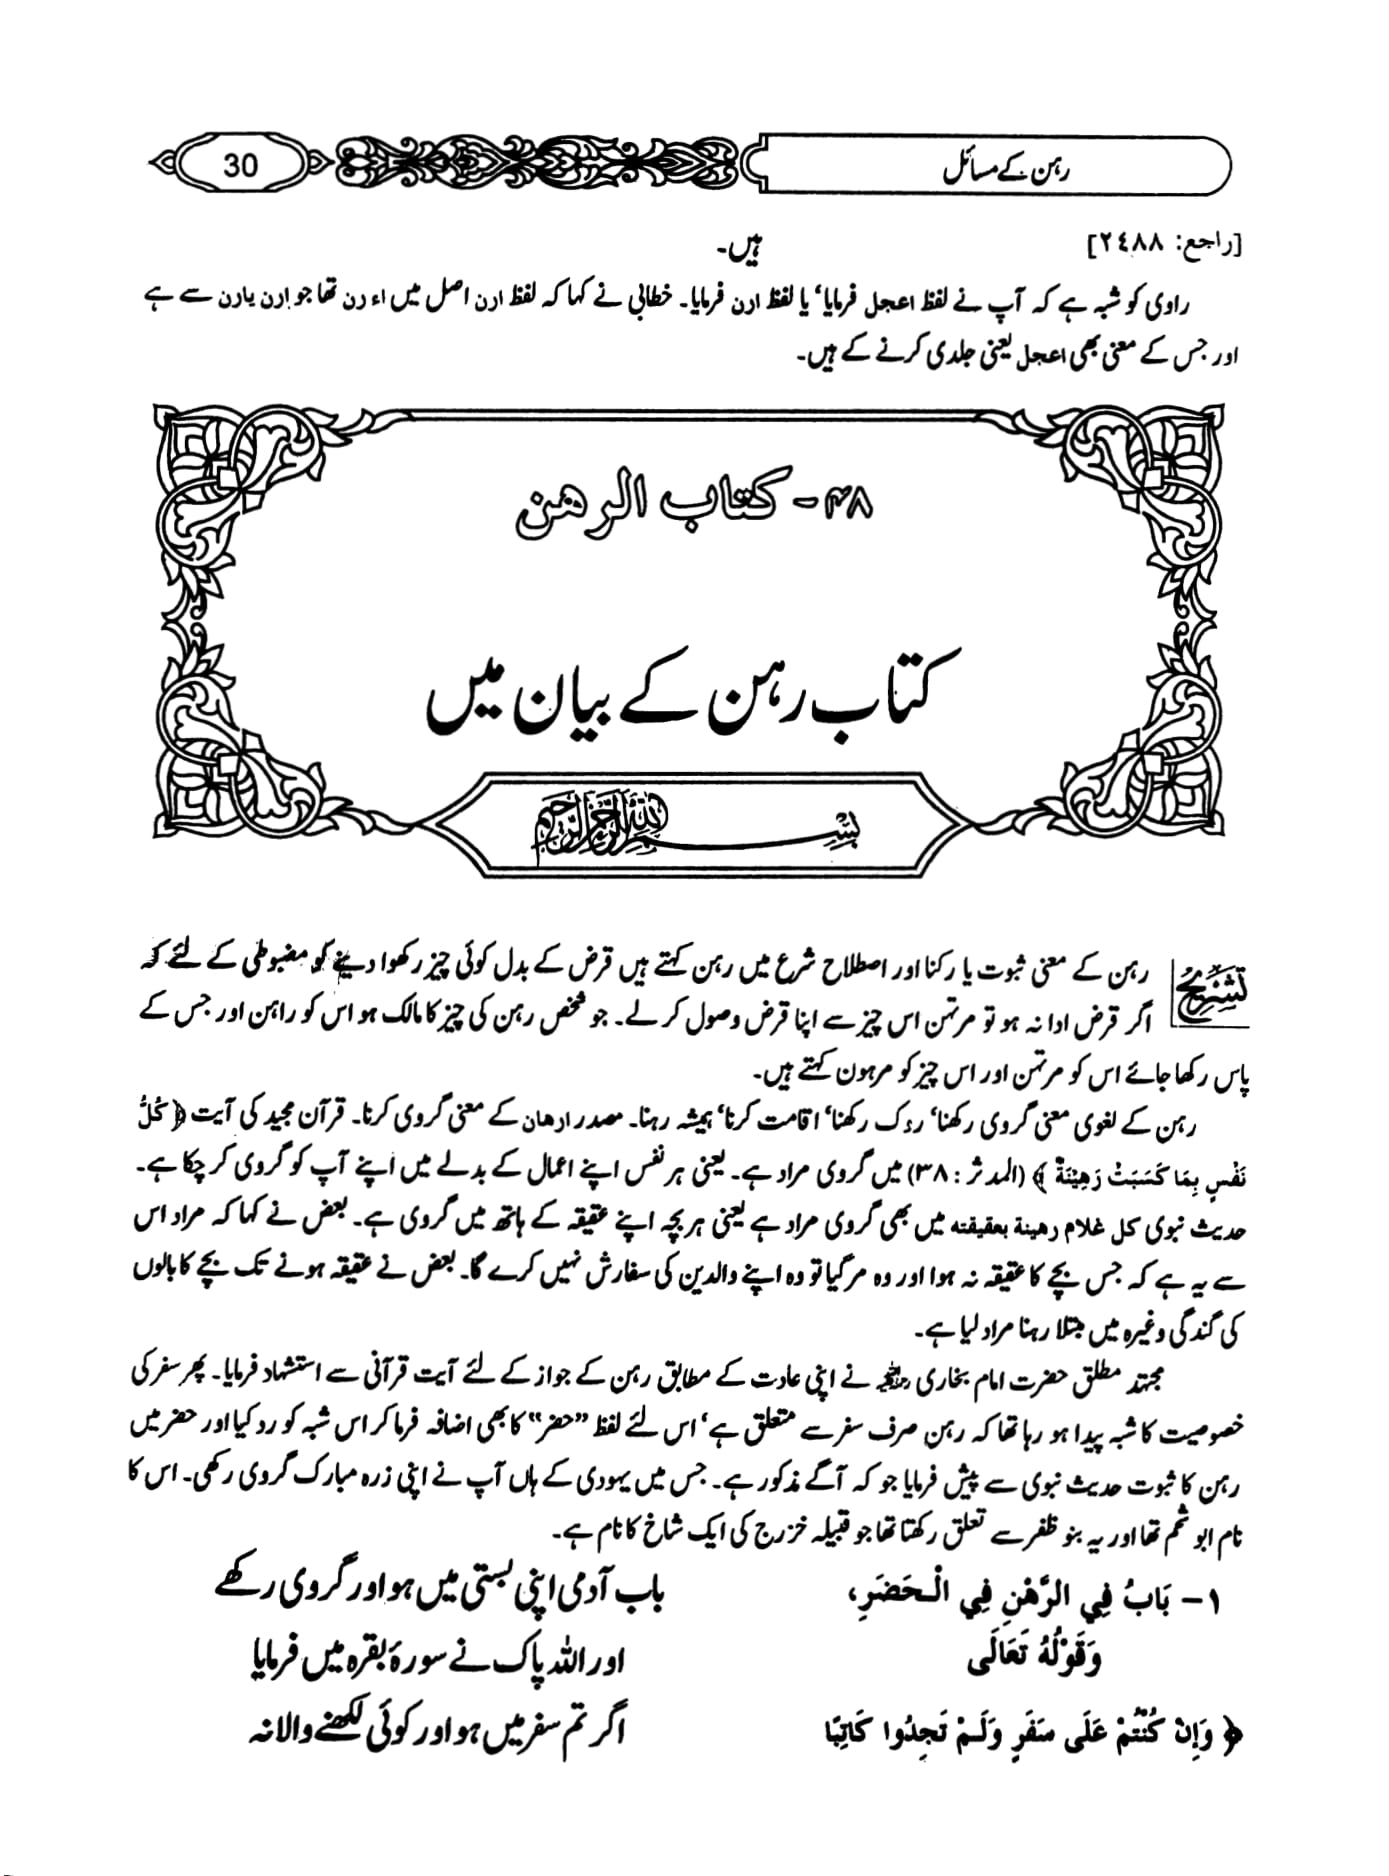 رہن کے مسائل
30
[راجع: ٢٤٨٨]
ہیں۔
راوی کو شبہ ہے کہ آپ نے لفظ اعجل فرمایا‘ یا لفظ ارن فرمایا۔ خطابی نے کہا کہ لفظ ارن اصل میں اءرن تھا جو ارن یارن سے ہے
اور جس کے معنی بھی اعجل یعنی جلدی کرنے کے ہیں۔
۴۸- کتاب الرهن
کتاب رہن کے بیان میں
بسم اللہ الرحمن الرحیم
تشریح
رہن کے معنی ثبوت یا رکنا اور اصطلاح شرع میں رہن کہتے ہیں قرض کے بدل کوئی چیز رکھوا دینے کو مضبوطی کے لئے کہ
اگر قرض ادا نہ ہو تو مرتہن اس چیز سے اپنا قرض وصول کر لے۔ جو شخص رہن کی چیز کا مالک ہو اس کو راہن اور جس کے
پاس رکھا جائے اس کو مرتہن اور اس چیز کو مرہون کہتے ہیں۔
رہن کے لغوی معنی گروی رکھنا‘ روک رکھنا‘ اقامت کرنا‘ ہمیشہ رہنا۔ مصدر ارھان کے معنی گروی کرنا۔ قرآن مجید کی آیت ﴿ كُلُّ
نَفْسٍ بِمَا كَسَبَتْ رَهِيْنَةٌ ﴾ (المدثر : ۳۸) میں گروی مراد ہے۔ یعنی ہر نفس اپنے اعمال کے بدلے میں اپنے آپ کو گروی کر چکا ہے۔
حدیث نبوی کل غلام رهینة بعقیقته میں بھی گروی مراد ہے یعنی ہر بچہ اپنے عقیقہ کے ہاتھ میں گروی ہے۔ بعض نے کہا کہ مراد اس
سے یہ ہے کہ جس بچے کا عقیقہ نہ ہوا اور وہ مر گیا تو وہ اپنے والدین کی سفارش نہیں کرے گا۔ بعض نے عقیقہ ہونے تک بچے کا بالوں
کی گندگی وغیرہ میں مبتلا رہنا مراد لیا ہے۔
مجتہد مطلق حضرت امام بخاری رحمہ اللہ نے اپنی عادت کے مطابق رہن کے جواز کے لئے آیت قرآنی سے استشہاد فرمایا۔ پھر سفر کی
خصوصیت کا شبہ پیدا ہو رہا تھا کہ رہن صرف سفر سے متعلق ہے‘ اس لئے لفظ ”حضر“ کا بھی اضافہ فرما کر اس شبہ کو رد کیا اور حضر میں
رہن کا ثبوت حدیث نبوی سے پیش فرمایا جو کہ آگے مذکور ہے۔ جس میں یہودی کے ہاں آپ نے اپنی زرہ مبارک گروی رکھی۔ اس کا
نام ابو شحم تھا اور یہ بنو ظفر سے تعلق رکھتا تھا جو قبیلہ خزرج کی ایک شاخ کا نام ہے۔
١- بَابُ فِي الرَّهْنِ فِي الْحَضَرِ،
وَقَوْلُهُ تَعَالَى
﴿ وَإِنْ كُنْتُمْ عَلَى سَفَرٍ وَلَمْ تَجِدُوا كَاتِبًا
باب آدمی اپنی بستی میں ہو اور گروی رکھے
اور اللہ پاک نے سورۂ بقرہ میں فرمایا
اگر تم سفر میں ہو اور کوئی لکھنے والا نہ